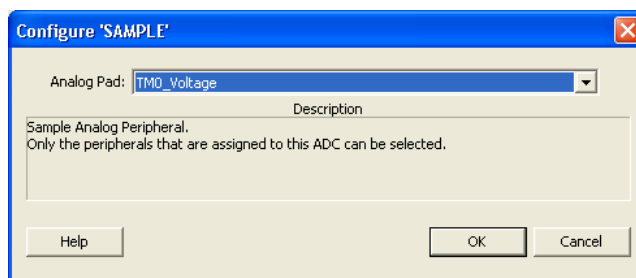 Configure 'SAMPLE'
Analog Pad: TM0_Voltage
Description
Sample Analog Peripheral.
Only the peripherals that are assigned to this ADC can be selected.
Help OK Cancel